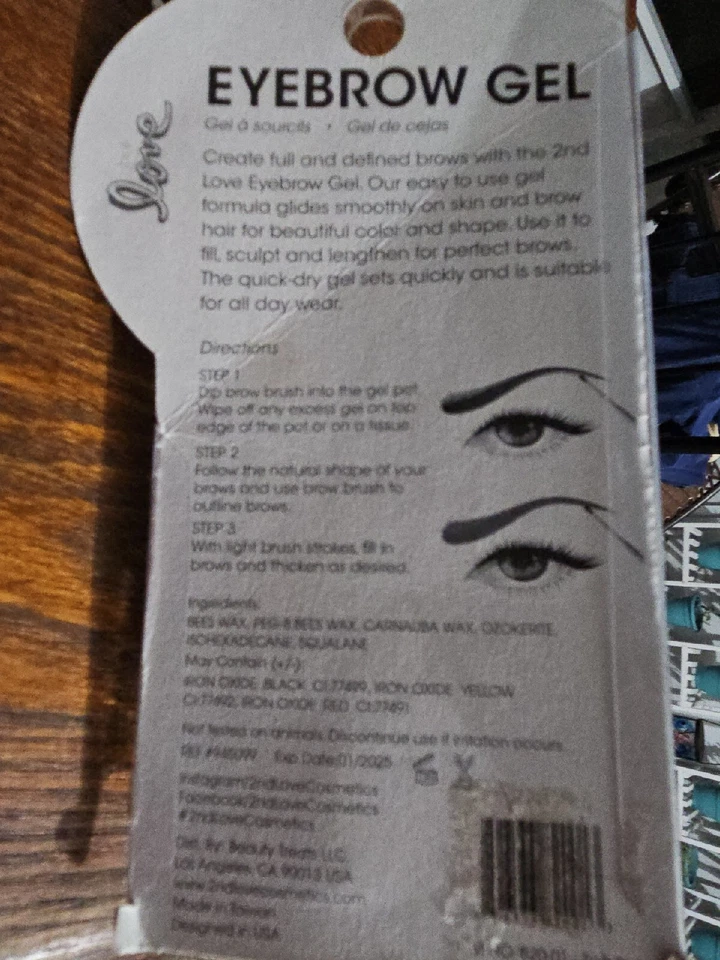 love
EYEBROW GEL
Gel à sourcils • Gel de cejas
Create full and defined brows with the 2nd
Love Eyebrow Gel. Our easy to use gel
formula glides smoothly on skin and brow
hair for beautiful color and shape. Use it to
fill, sculpt and lengthen for perfect brows.
The quick-dry gel sets quickly and is suitable
for all day wear.
Directions
STEP 1
Dip brow brush into the gel pot.
Wipe off any excess gel on top
edge of the pot or on a tissue.
STEP 2
Follow the natural shape of your
brows and use brow brush to
outline brows.
STEP 3
With light brush strokes, fill in
brows and thicken as desired.
Ingredients:
BEES WAX, PEG-8 BEES WAX, CARNAUBA WAX, OZOKERITE,
ISOHEXADECANE, SQUALANE
May Contain (+/-):
IRON OXIDE BLACK CI:77499, IRON OXIDE YELLOW
CI:77492, IRON OXIDE RED CI:77491
Not tested on animals. Discontinue use if irritation occurs.
Exp Date:01/2025
Instagram/2ndLoveCosmetics
Facebook/2ndLoveCosmetics
#2ndLoveCosmetics
Dist. By: Beauty Treats LLC.
Los Angeles, CA 90015 USA
www.2ndlovecosmetics.com
Made in Taiwan
Designed in USA